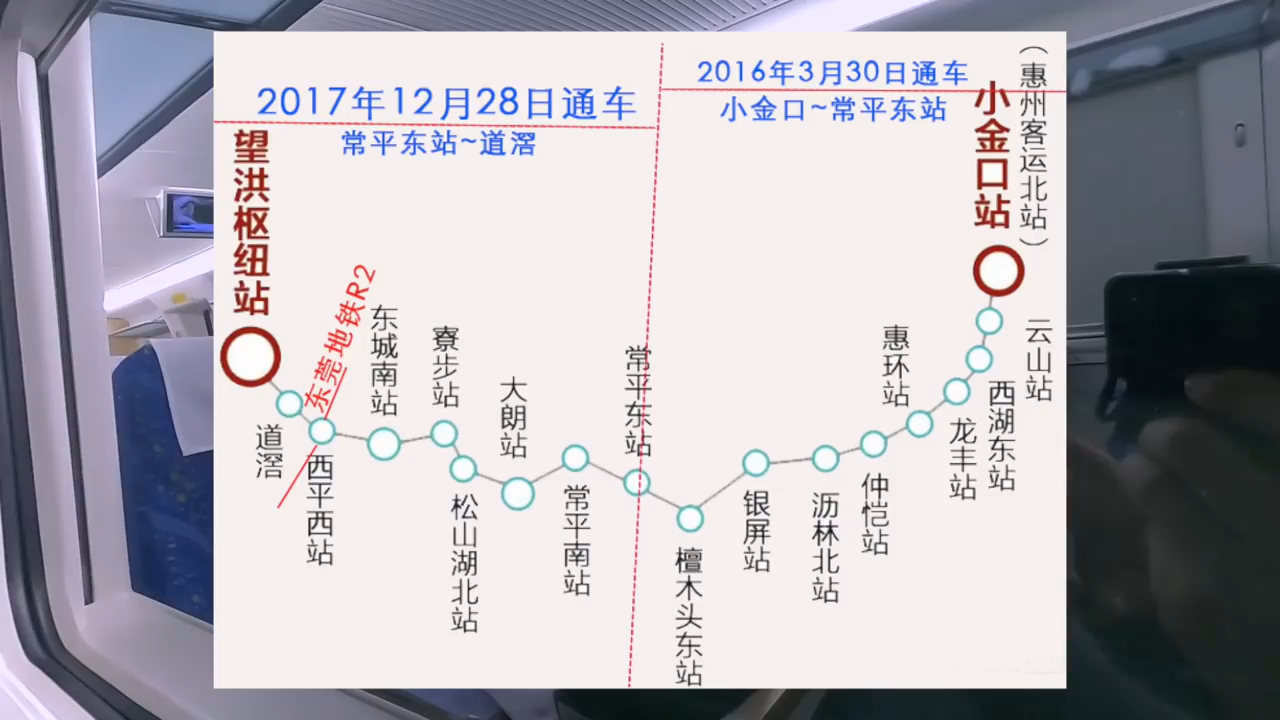 2017年12月28日通车
常平东站~道滘
2016年3月30日通车
小金口~常平东站
望洪枢纽站
道滘
东莞地铁R2
西平西站
东城南站
寮步站
松山湖北站
大朗站
常平南站
常平东站
檀木头东站
银屏站
沥林北站
仲恺站
惠环站
龙丰站
西湖东站
云山站
小金口站
（惠州客运北站）